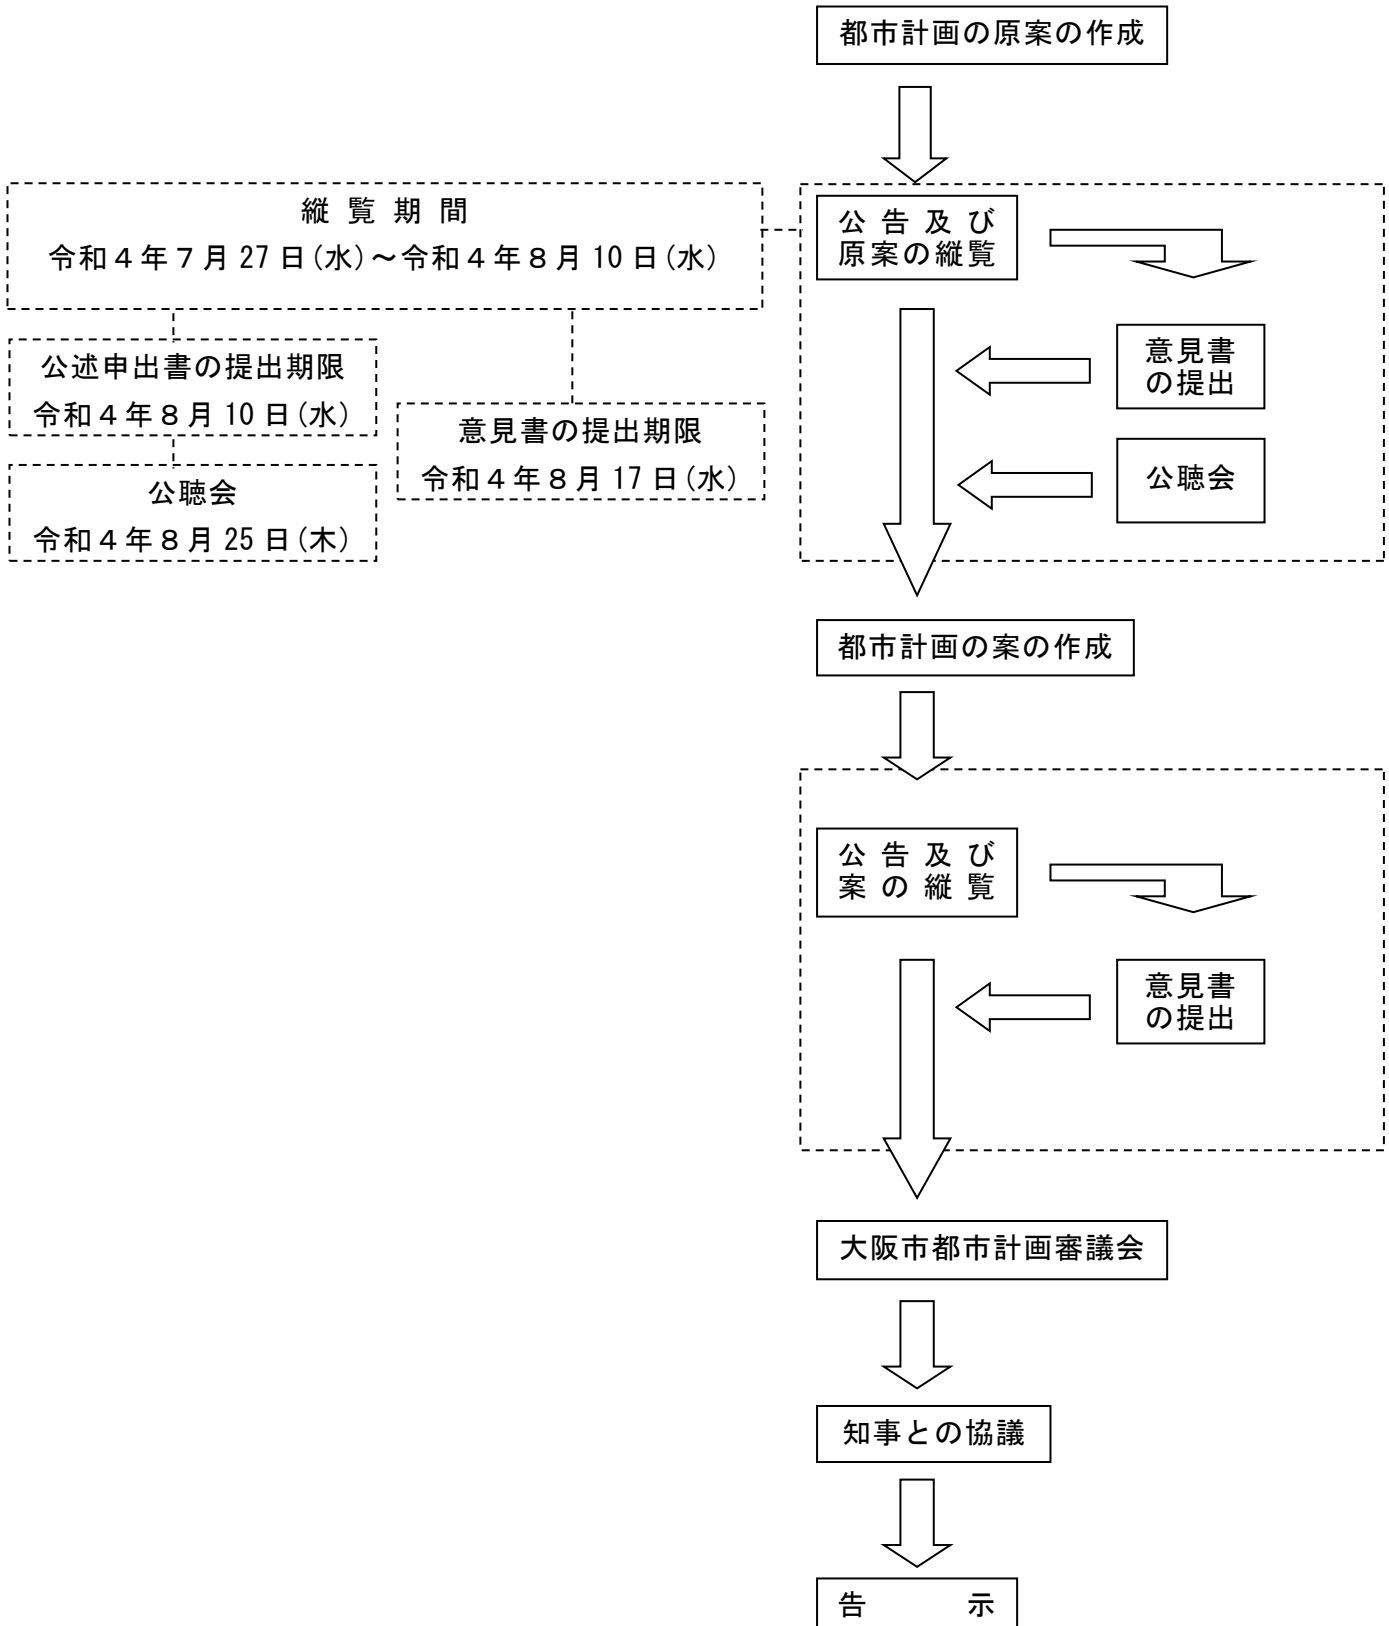 都市計画の原案の作成
縦 覧 期 間
令和４年７月 27 日(水)～令和４年８月 10 日(水)
公 告 及 び
原案の縦覧
公述申出書の提出期限
令和４年８月 10 日(水)
意見書の提出期限
令和４年８月 17 日(水)
公聴会
令和４年８月 25 日(木)
意見書
の提出
公聴会
都市計画の案の作成
公 告 及 び
案 の 縦 覧
意見書
の提出
大阪市都市計画審議会
知事との協議
告　　　示